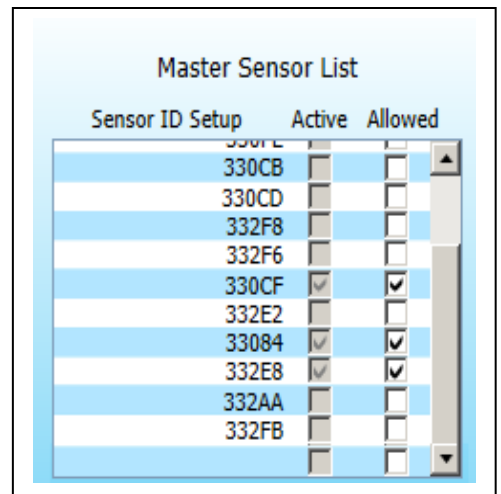 Master Sensor List
Sensor ID Setup Active Allowed
330CB
330CD
332F8
332F6
330CF
332E2
33084
332E8
332AA
332FB